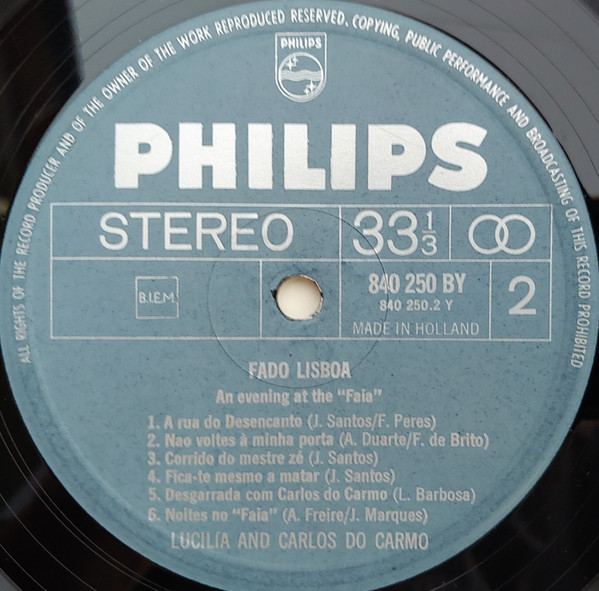 ALL RIGHTS OF THE RECORD PRODUCER AND OF THE OWNER OF THE WORK REPRODUCED RESERVED. COPYING, PUBLIC PERFORMANCE AND BROADCASTING OF THIS RECORD PROHIBITED
PHILIPS
PHILIPS
STEREO 33 1/3
B.I.E.M. 840 250 BY 2
840 250.2 Y
MADE IN HOLLAND
FADO LISBOA
An evening at the "Faia"
1. A rua do Desencanto (J. Santos/F. Peres)
2. Nao voltes à minha porta (A. Duarte/F. de Brito)
3. Corrido do mestre zé (J. Santos)
4. Fica-te mesmo a matar (J. Santos)
5. Desgarrada com Carlos do Carmo (L. Barbosa)
6. Noites no "Faia" (A. Freire/J. Marques)
LUCILIA AND CARLOS DO CARMO